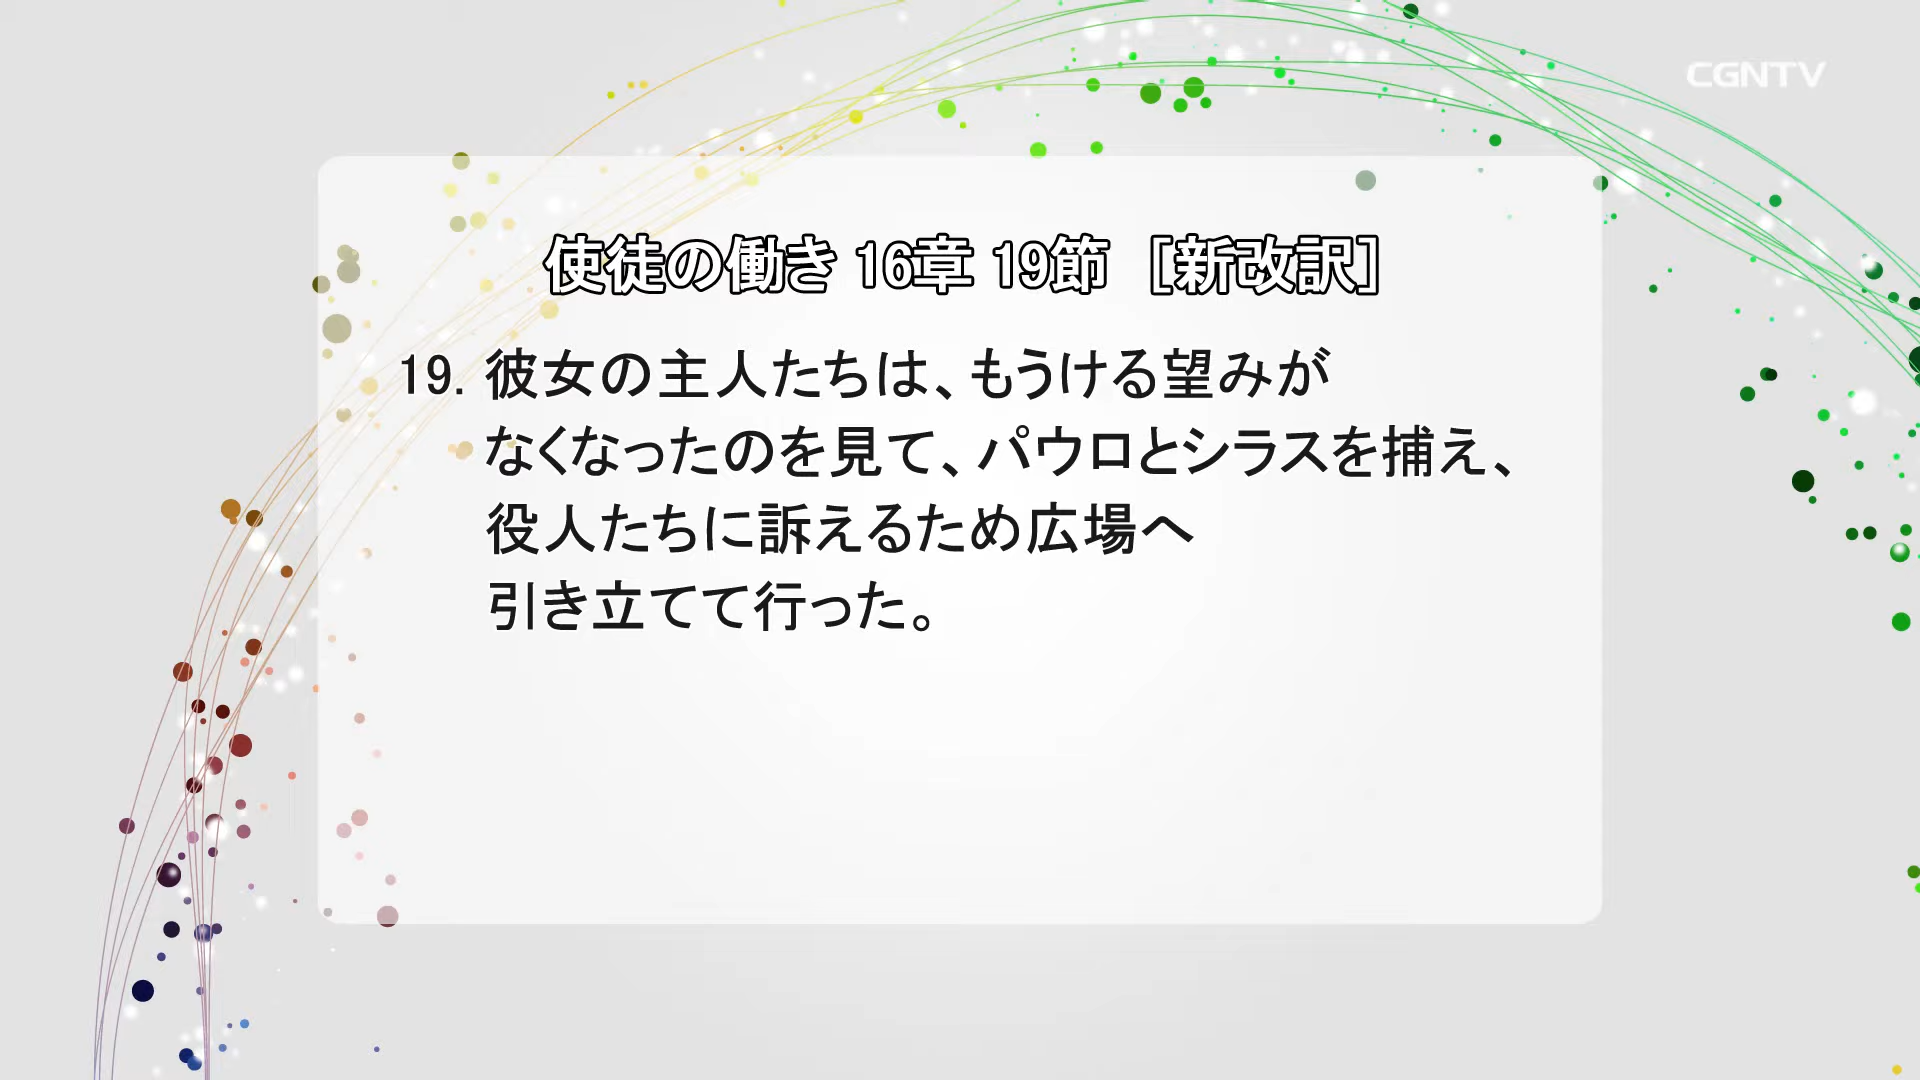 CGNTV
使徒の働き 16章 19節 [新改訳]
19. 彼女の主人たちは、もうける望みが
なくなったのを見て、パウロとシラスを捕え、
役人たちに訴えるため広場へ
引き立てて行った。